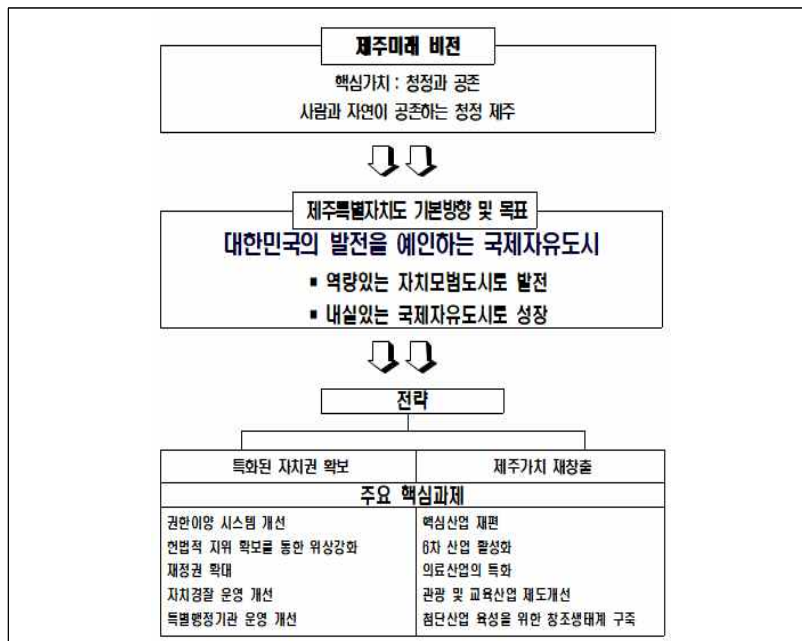 제주미래 비전
핵심가치 : 청정과 공존
사람과 자연이 공존하는 청정 제주
제주특별자치도 기본방향 및 목표
대한민국의 발전을 예인하는 국제자유도시
▪ 역량있는 자치모범도시로 발전
▪ 내실있는 국제자유도시로 성장
전략
특화된 자치권 확보
제주가치 재창출
주요 핵심과제
권한이양 시스템 개선
헌법적 지위 확보를 통한 위상강화
재정권 확대
자치경찰 운영 개선
특별행정기관 운영 개선
핵심산업 재편
6차 산업 활성화
의료산업의 특화
관광 및 교육산업 제도개선
첨단산업 육성을 위한 창조생태계 구축